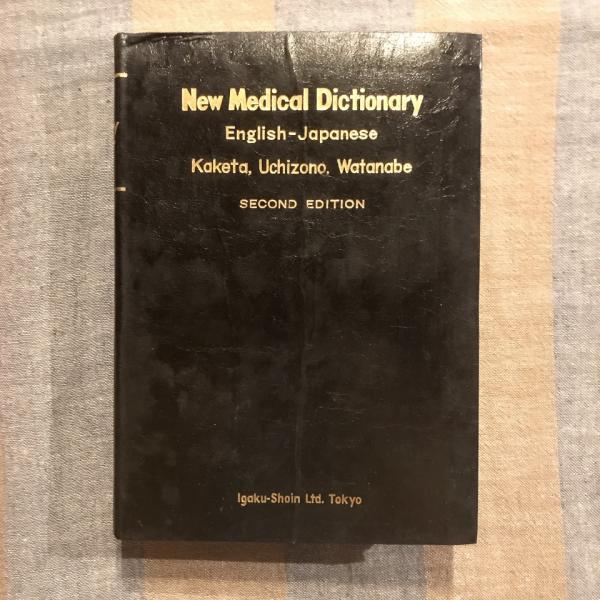 New Medical Dictionary
English-Japanese
Kaketa, Uchizono, Watanabe
SECOND EDITION
Igaku-Shoin Ltd. Tokyo